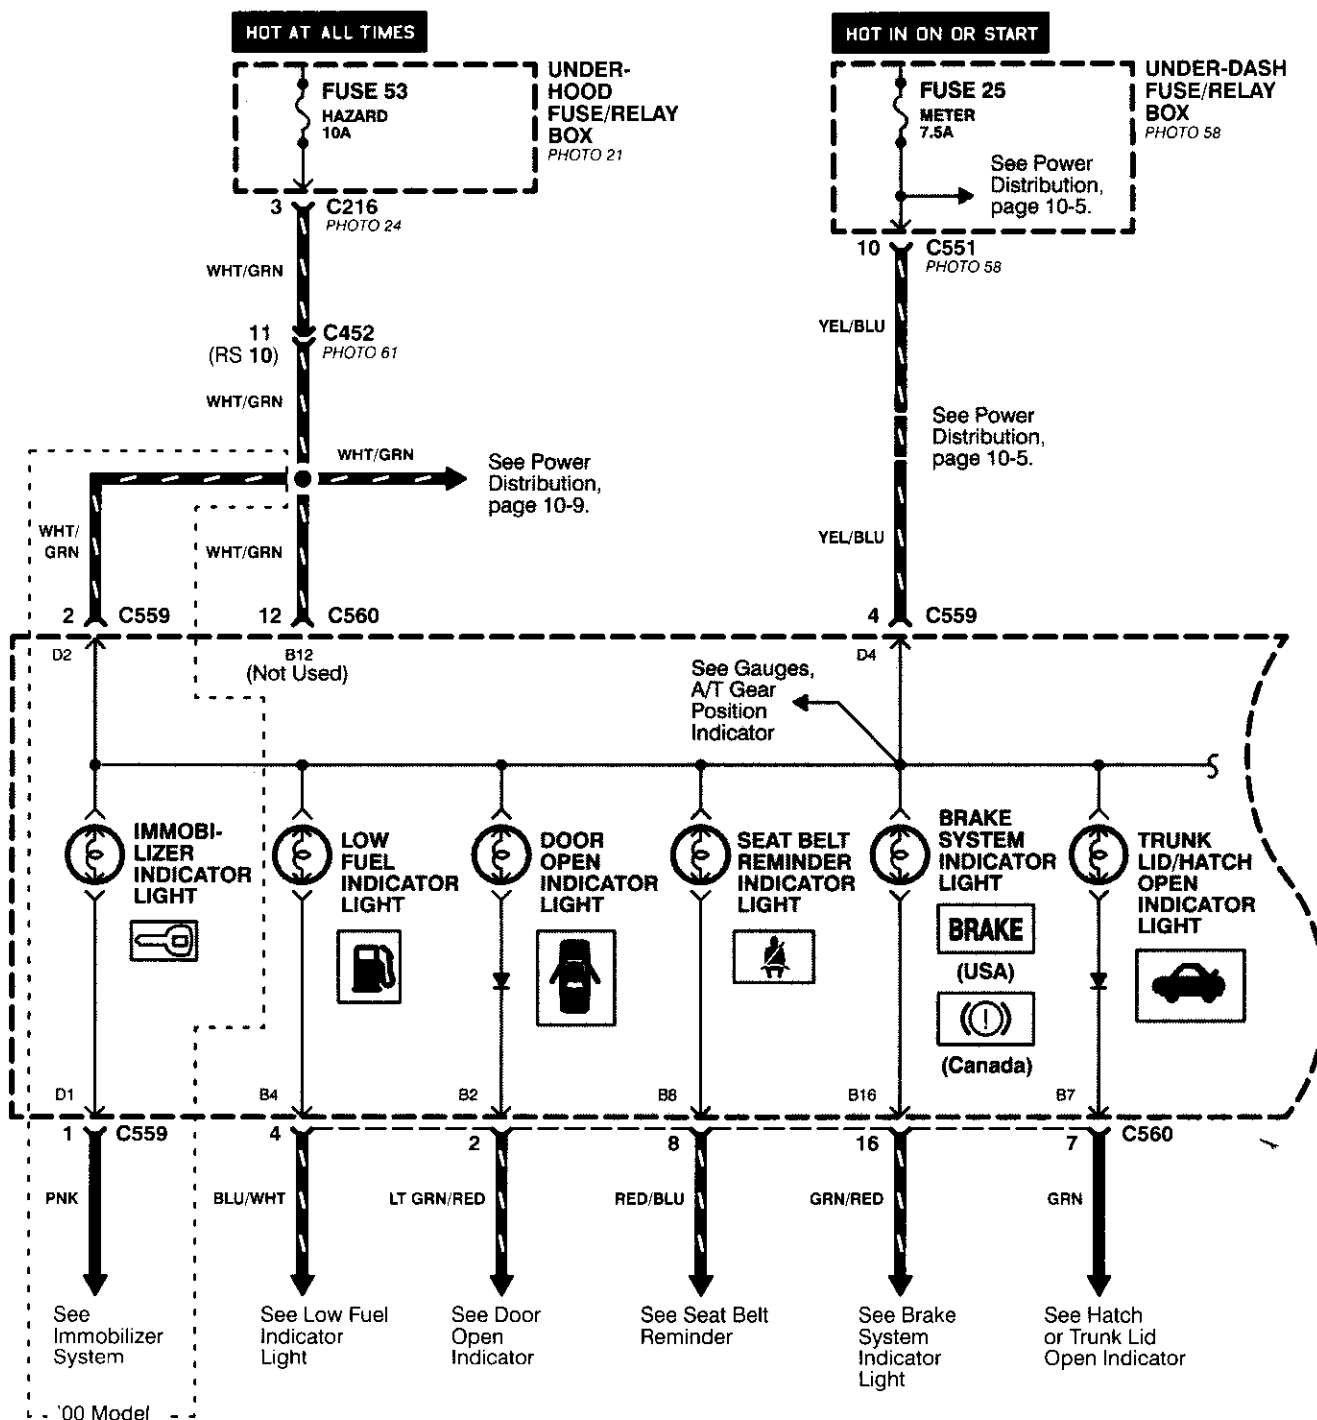 HOT AT ALL TIMES
HOT IN ON OR START
FUSE 53
HAZARD
10A
UNDER-
HOOD
FUSE/RELAY
BOX
PHOTO 21
FUSE 25
METER
7.5A
See Power
Distribution,
page 10-5.
UNDER-DASH
FUSE/RELAY
BOX
PHOTO 58
3
C216
PHOTO 24
10
C551
PHOTO 58
WHT/GRN
YEL/BLU
11
(RS 10)
C452
PHOTO 61
WHT/GRN
See Power
Distribution,
page 10-5.
WHT/GRN
See Power
Distribution,
page 10-9.
WHT/
GRN
WHT/GRN
YEL/BLU
2
C559
12
C560
4
C559
D2
B12
(Not Used)
D4
See Gauges,
A/T Gear
Position
Indicator
IMMOBI-
LIZER
INDICATOR
LIGHT
LOW
FUEL
INDICATOR
LIGHT
DOOR
OPEN
INDICATOR
LIGHT
SEAT BELT
REMINDER
INDICATOR
LIGHT
BRAKE
SYSTEM
INDICATOR
LIGHT
BRAKE
(USA)
(!)
(Canada)
TRUNK
LID/HATCH
OPEN
INDICATOR
LIGHT
D1
B4
B2
B8
B16
B7
1
C559
4
2
8
16
7
C560
PNK
BLU/WHT
LT GRN/RED
RED/BLU
GRN/RED
GRN
See
Immobilizer
System
See Low Fuel
Indicator
Light
See Door
Open
Indicator
See Seat Belt
Reminder
See Brake
System
Indicator
Light
See Hatch
or Trunk Lid
Open Indicator
'00 Model